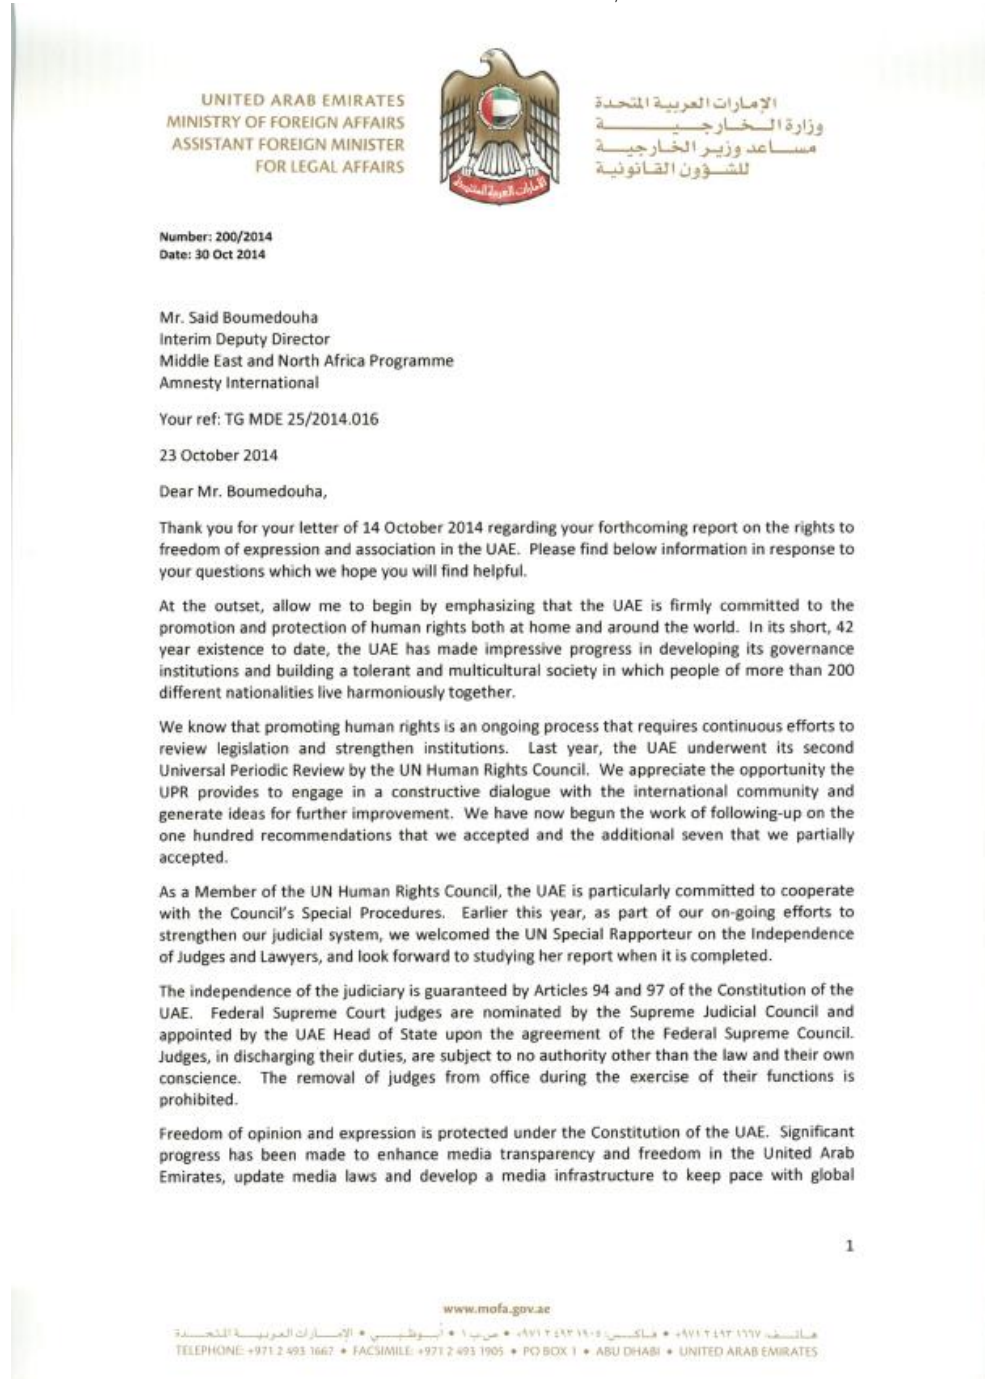 UNITED ARAB EMIRATES
MINISTRY OF FOREIGN AFFAIRS
ASSISTANT FOREIGN MINISTER
FOR LEGAL AFFAIRS
الإمارات العربية المتحدة
وزارة الخارجية
مساعد وزير الخارجية
للشؤون القانونية
الإمارات العربية المتحدة
Number: 200/2014
Date: 30 Oct 2014
Mr. Said Boumedouha
Interim Deputy Director
Middle East and North Africa Programme
Amnesty International
Your ref: TG MDE 25/2014.016
23 October 2014
Dear Mr. Boumedouha,
Thank you for your letter of 14 October 2014 regarding your forthcoming report on the rights to
freedom of expression and association in the UAE. Please find below information in response to
your questions which we hope you will find helpful.
At the outset, allow me to begin by emphasizing that the UAE is firmly committed to the
promotion and protection of human rights both at home and around the world. In its short, 42
year existence to date, the UAE has made impressive progress in developing its governance
institutions and building a tolerant and multicultural society in which people of more than 200
different nationalities live harmoniously together.
We know that promoting human rights is an ongoing process that requires continuous efforts to
review legislation and strengthen institutions. Last year, the UAE underwent its second
Universal Periodic Review by the UN Human Rights Council. We appreciate the opportunity the
UPR provides to engage in a constructive dialogue with the international community and
generate ideas for further improvement. We have now begun the work of following-up on the
one hundred recommendations that we accepted and the additional seven that we partially
accepted.
As a Member of the UN Human Rights Council, the UAE is particularly committed to cooperate
with the Council's Special Procedures. Earlier this year, as part of our on-going efforts to
strengthen our judicial system, we welcomed the UN Special Rapporteur on the Independence
of Judges and Lawyers, and look forward to studying her report when it is completed.
The independence of the judiciary is guaranteed by Articles 94 and 97 of the Constitution of the
UAE. Federal Supreme Court judges are nominated by the Supreme Judicial Council and
appointed by the UAE Head of State upon the agreement of the Federal Supreme Council.
Judges, in discharging their duties, are subject to no authority other than the law and their own
conscience. The removal of judges from office during the exercise of their functions is
prohibited.
Freedom of opinion and expression is protected under the Constitution of the UAE. Significant
progress has been made to enhance media transparency and freedom in the United Arab
Emirates, update media laws and develop a media infrastructure to keep pace with global
1
www.mofa.gov.ae
هاتف: ٩٧١٢٤٩٣١٦٦٧+ • فاكس: ٩٧١٢٤٩٣١٩٠٥+ • ص ب ١ • أبوظبي • الإمارات العربية المتحدة
TELEPHONE: +971 2 493 1667 • FACSIMILE: +971 2 493 1905 • PO BOX 1 • ABU DHABI • UNITED ARAB EMIRATES